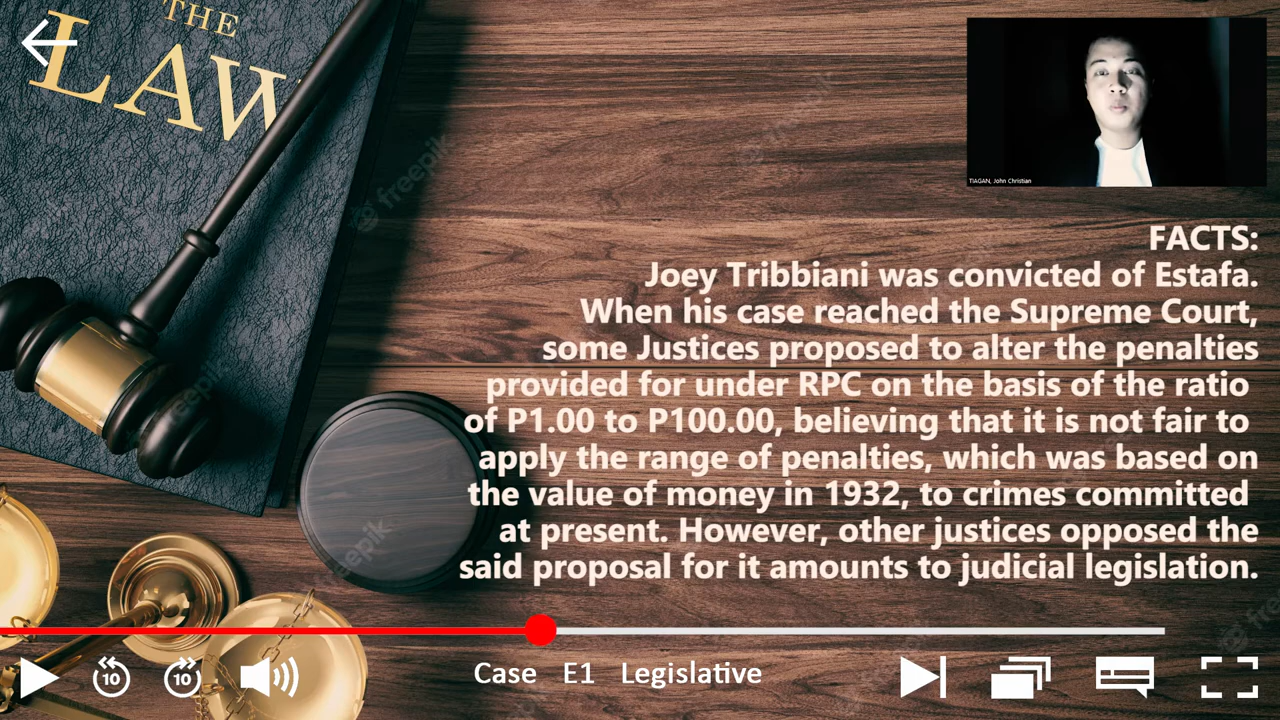 THE
LAW
TIAGAN, John Christian
FACTS:
Joey Tribbiani was convicted of Estafa.
When his case reached the Supreme Court,
some Justices proposed to alter the penalties
provided for under RPC on the basis of the ratio
of P1.00 to P100.00, believing that it is not fair to
apply the range of penalties, which was based on
the value of money in 1932, to crimes committed
at present. However, other justices opposed the
said proposal for it amounts to judicial legislation.
10
10
Case E1 Legislative
freepik
freepik
freepik
freepik